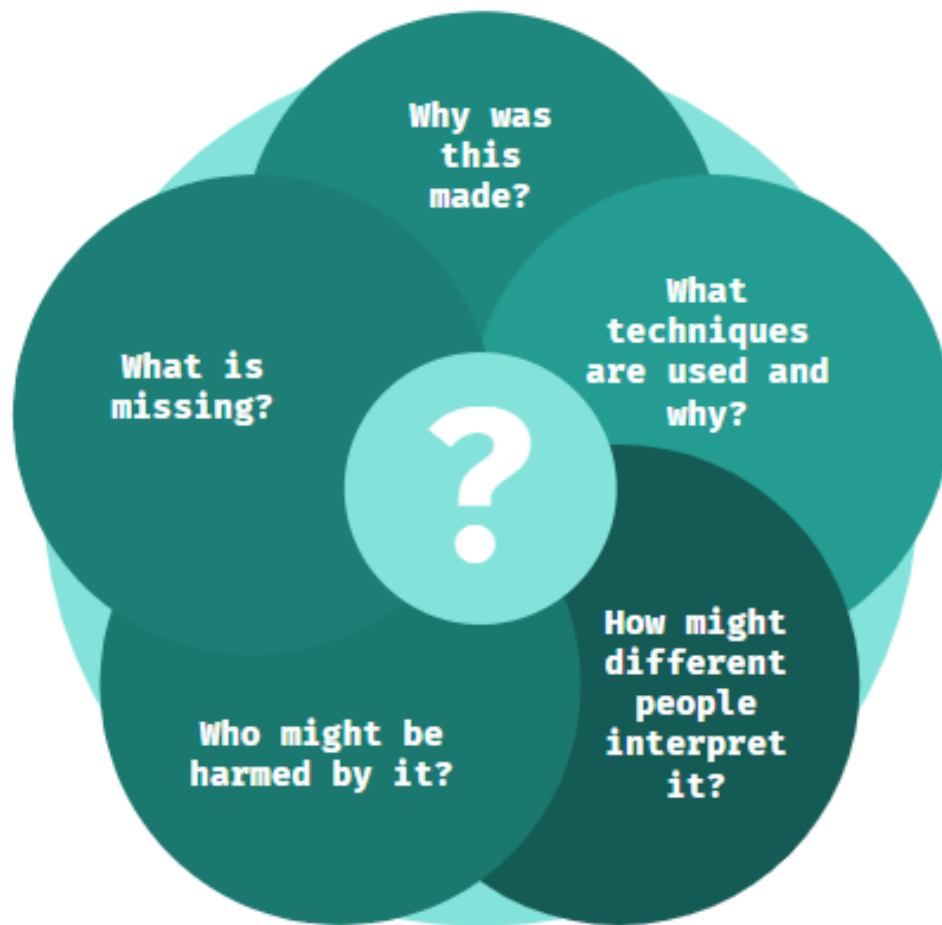 Why was
this
made?
What
techniques
are used and
why?
How might
different
people
interpret
it?
Who might be
harmed by it?
What is
missing?
?